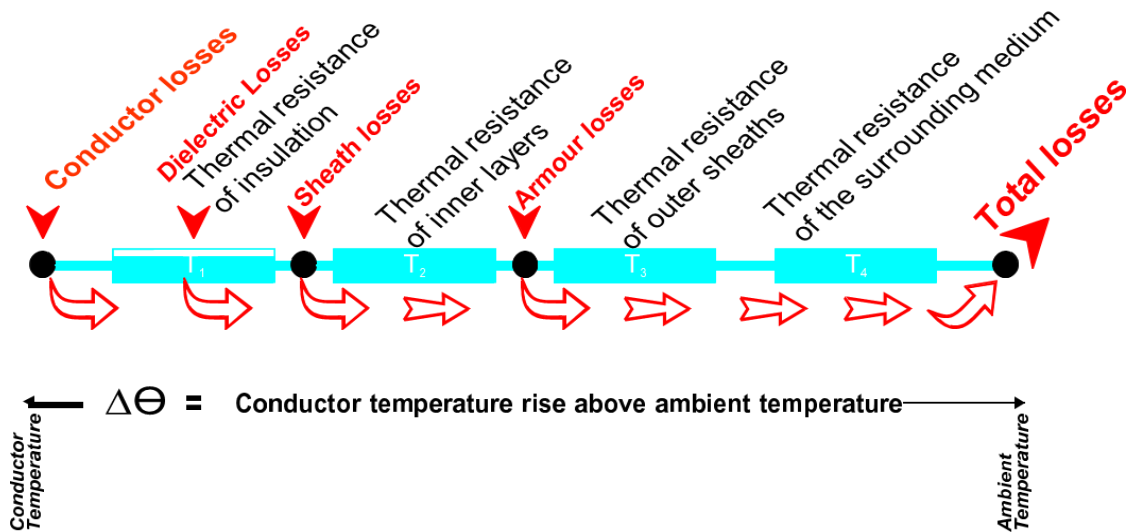 Conductor losses
Dielectric Losses
Thermal resistance
of insulation
Sheath losses
Thermal resistance
of inner layers
Armour losses
Thermal resistance
of outer sheaths
Thermal resistance
of the surrounding medium
Total losses
T1
T2
T3
T4
ΔΘ = Conductor temperature rise above ambient temperature
Conductor
Temperature
Ambient
Temperature